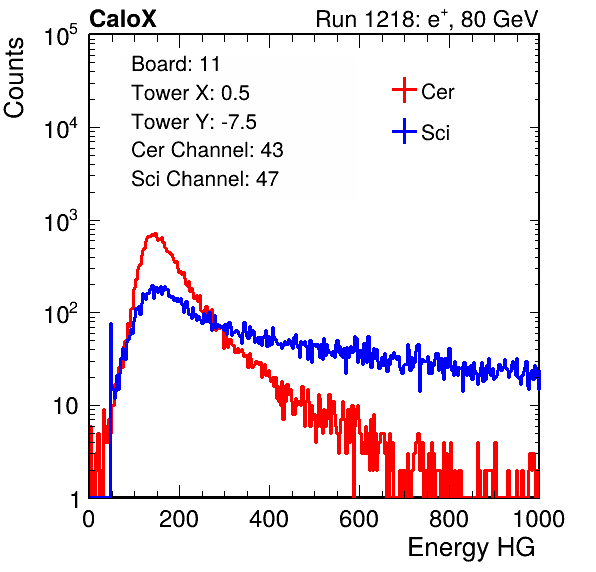 CaloX Run 1218: e+, 80 GeV
Counts
Board: 11
Tower X: 0.5
Tower Y: -7.5
Cer Channel: 43
Sci Channel: 47
Cer
Sci
10^5
10^4
10^3
10^2
10
1
0 200 400 600 800 1000
Energy HG